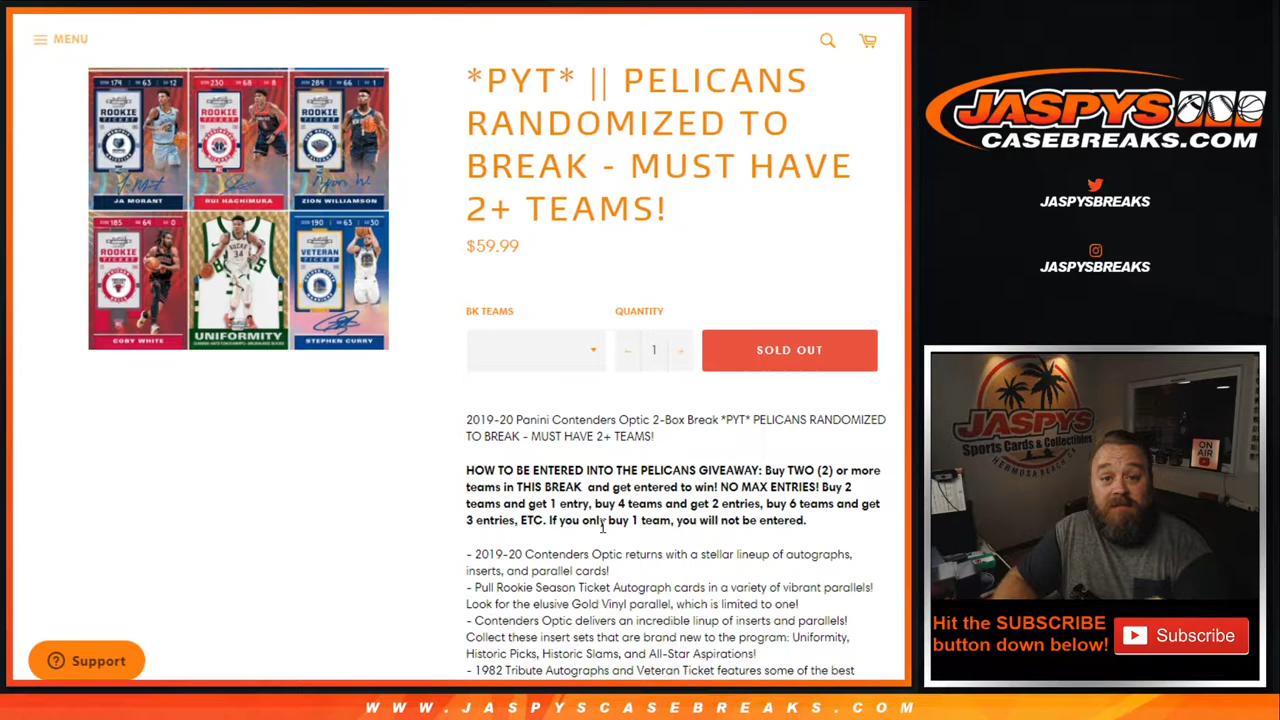 MENU
*PYT* || PELICANS
RANDOMIZED TO
BREAK - MUST HAVE
2+ TEAMS!
$59.99
BK TEAMS
QUANTITY
1
SOLD OUT
2019-20 Panini Contenders Optic 2-Box Break *PYT* PELICANS RANDOMIZED
TO BREAK - MUST HAVE 2+ TEAMS!
HOW TO BE ENTERED INTO THE PELICANS GIVEAWAY: Buy TWO (2) or more
teams in THIS BREAK and get entered to win! NO MAX ENTRIES! Buy 2
teams and get 1 entry, buy 4 teams and get 2 entries, buy 6 teams and get
3 entries, ETC. If you only buy 1 team, you will not be entered.
- 2019-20 Contenders Optic returns with a stellar lineup of autographs,
inserts, and parallel cards!
- Pull Rookie Season Ticket Autograph cards in a variety of vibrant parallels!
Look for the elusive Gold Vinyl parallel, which is limited to one!
- Contenders Optic delivers an incredible linup of inserts and parallels!
Collect these insert sets that are brand new to the program: Uniformity,
Historic Picks, Historic Slams, and All-Star Aspirations!
- 1982 Tribute Autographs and Veteran Ticket features some of the best
ROOKIE TICKET
ROOKIE TICKET
ROOKIE TICKET
JA MORANT
RUI HACHIMURA
ZION WILLIAMSON
ROOKIE TICKET
VETERAN TICKET
COBY WHITE
UNIFORMITY
STEPHEN CURRY
Support
JASPYS
CASEBREAKS.COM
JASPYSBREAKS
JASPYSBREAKS
JASPYS
Sports Cards & Collectibles
HERMOSA BEACH, CA
ON AIR
Hit the SUBSCRIBE
button down below!
Subscribe
WWW.JASPYSCASEBREAKS.COM